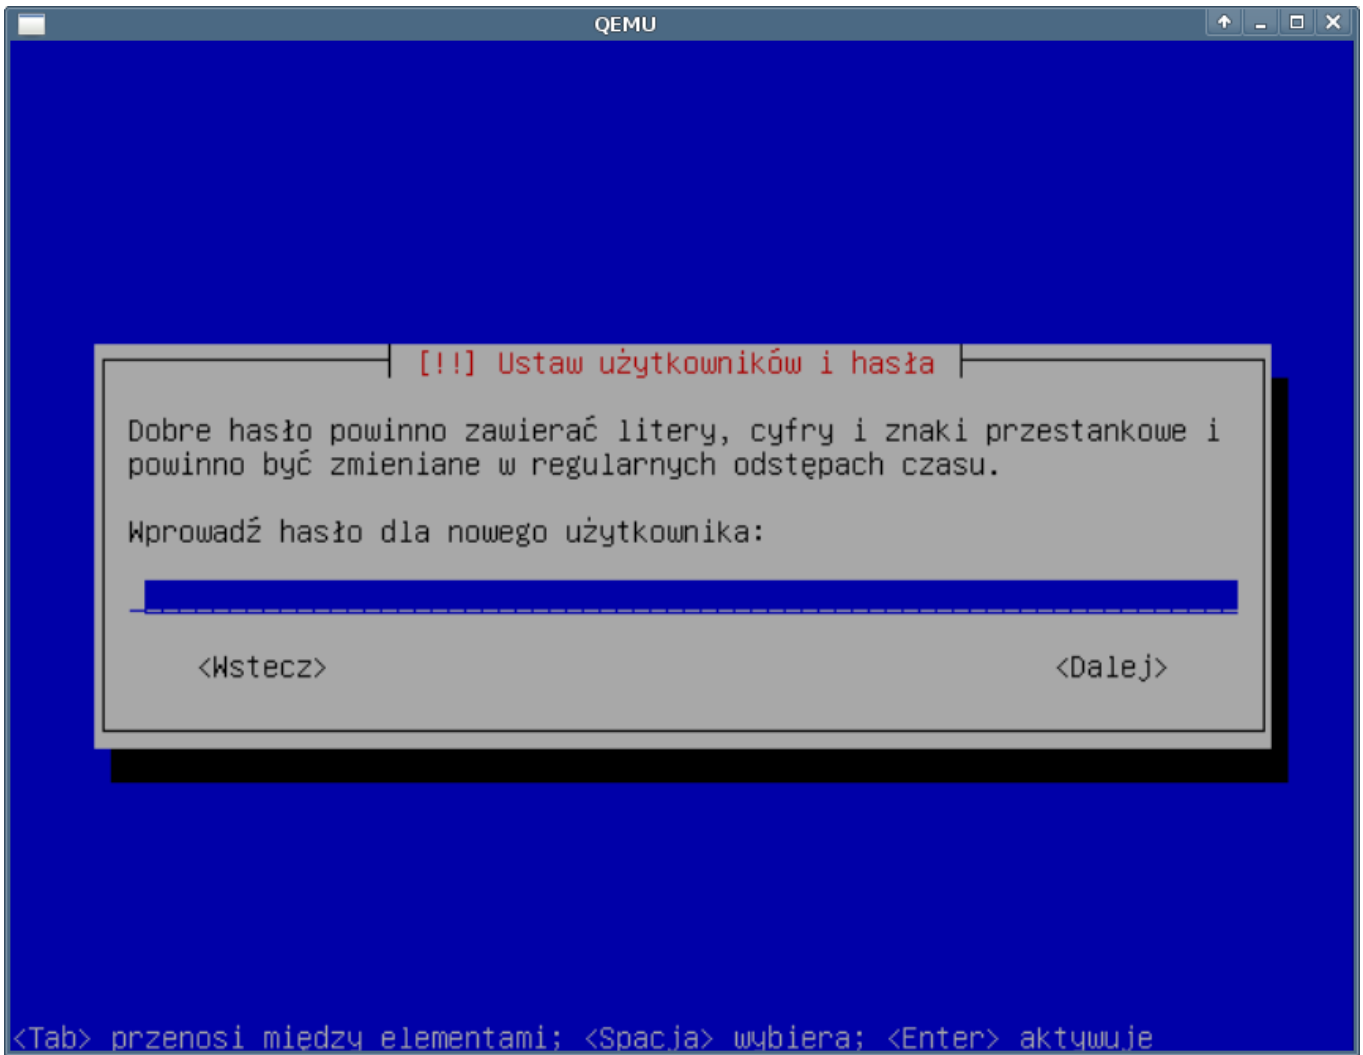 QEMU
[!!] Ustaw użytkowników i hasła
Dobre hasło powinno zawierać litery, cyfry i znaki przestankowe i
powinno być zmieniane w regularnych odstępach czasu.
Wprowadź hasło dla nowego użytkownika:
<Wstecz> <Dalej>
<Tab> przenosi między elementami; <Spacja> wybiera; <Enter> aktywuje